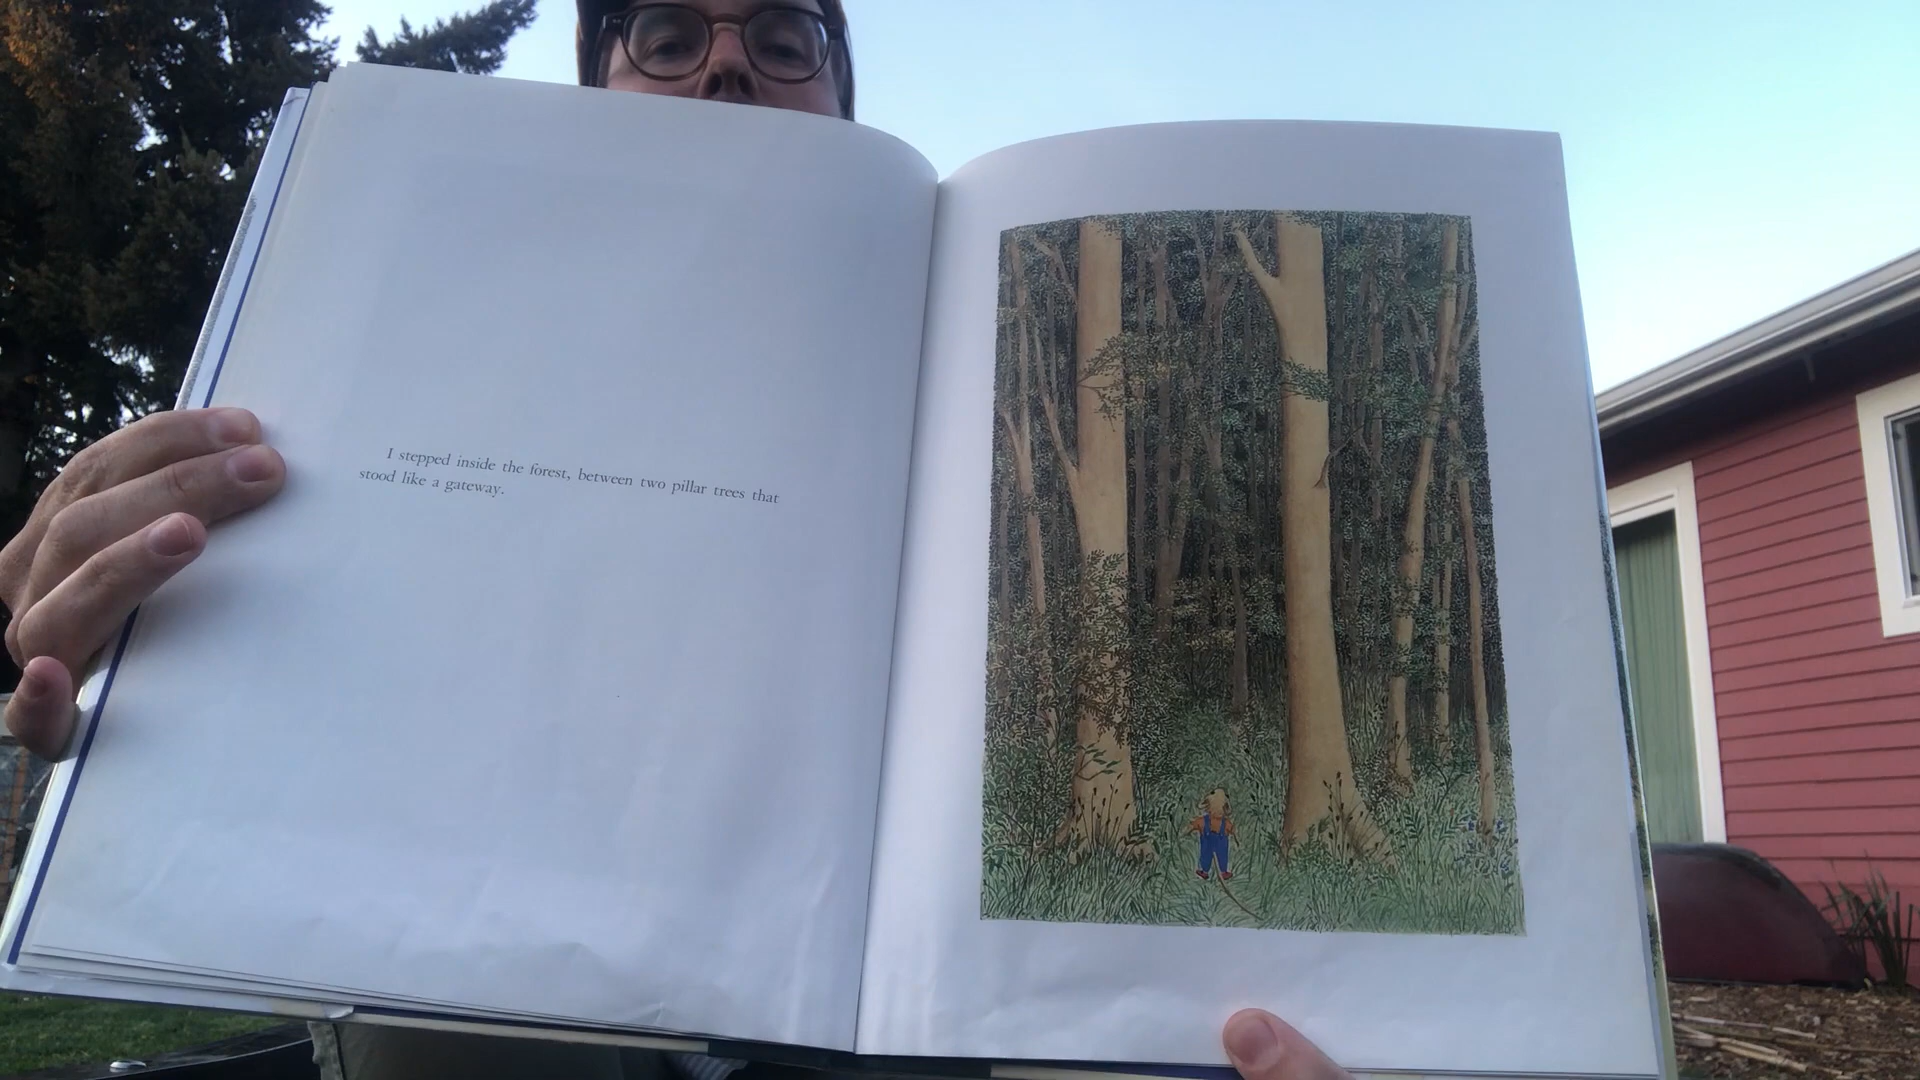 I stepped inside the forest, between two pillar trees that
stood like a gateway.